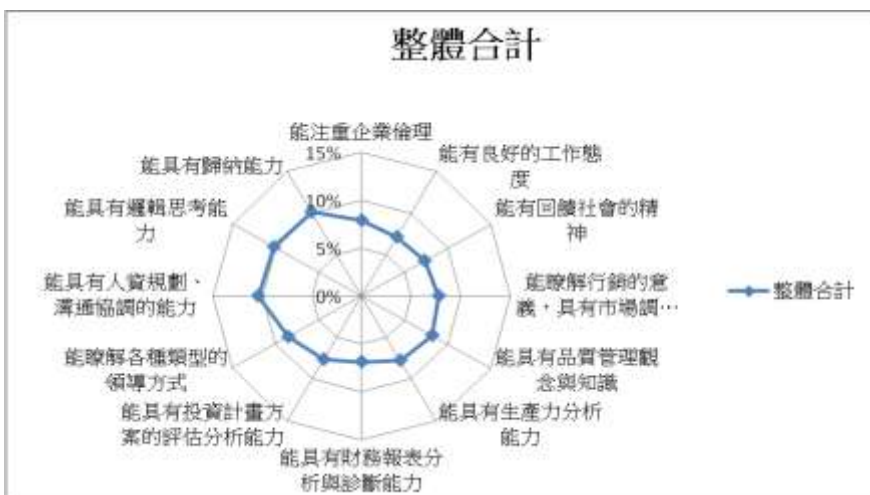 整體合計
能注重企業倫理
能有良好的工作態
度
能有回饋社會的精
神
能瞭解行銷的意
義，具有市場調…
能具有品質管理觀
念與知識
能具有生產力分析
能力
能具有財務報表分
析與診斷能力
能具有投資計畫方
案的評估分析能力
能瞭解各種類型的
領導方式
能具有人資規劃、
溝通協調的能力
能具有邏輯思考能
力
能具有歸納能力
15%
10%
5%
0%
整體合計